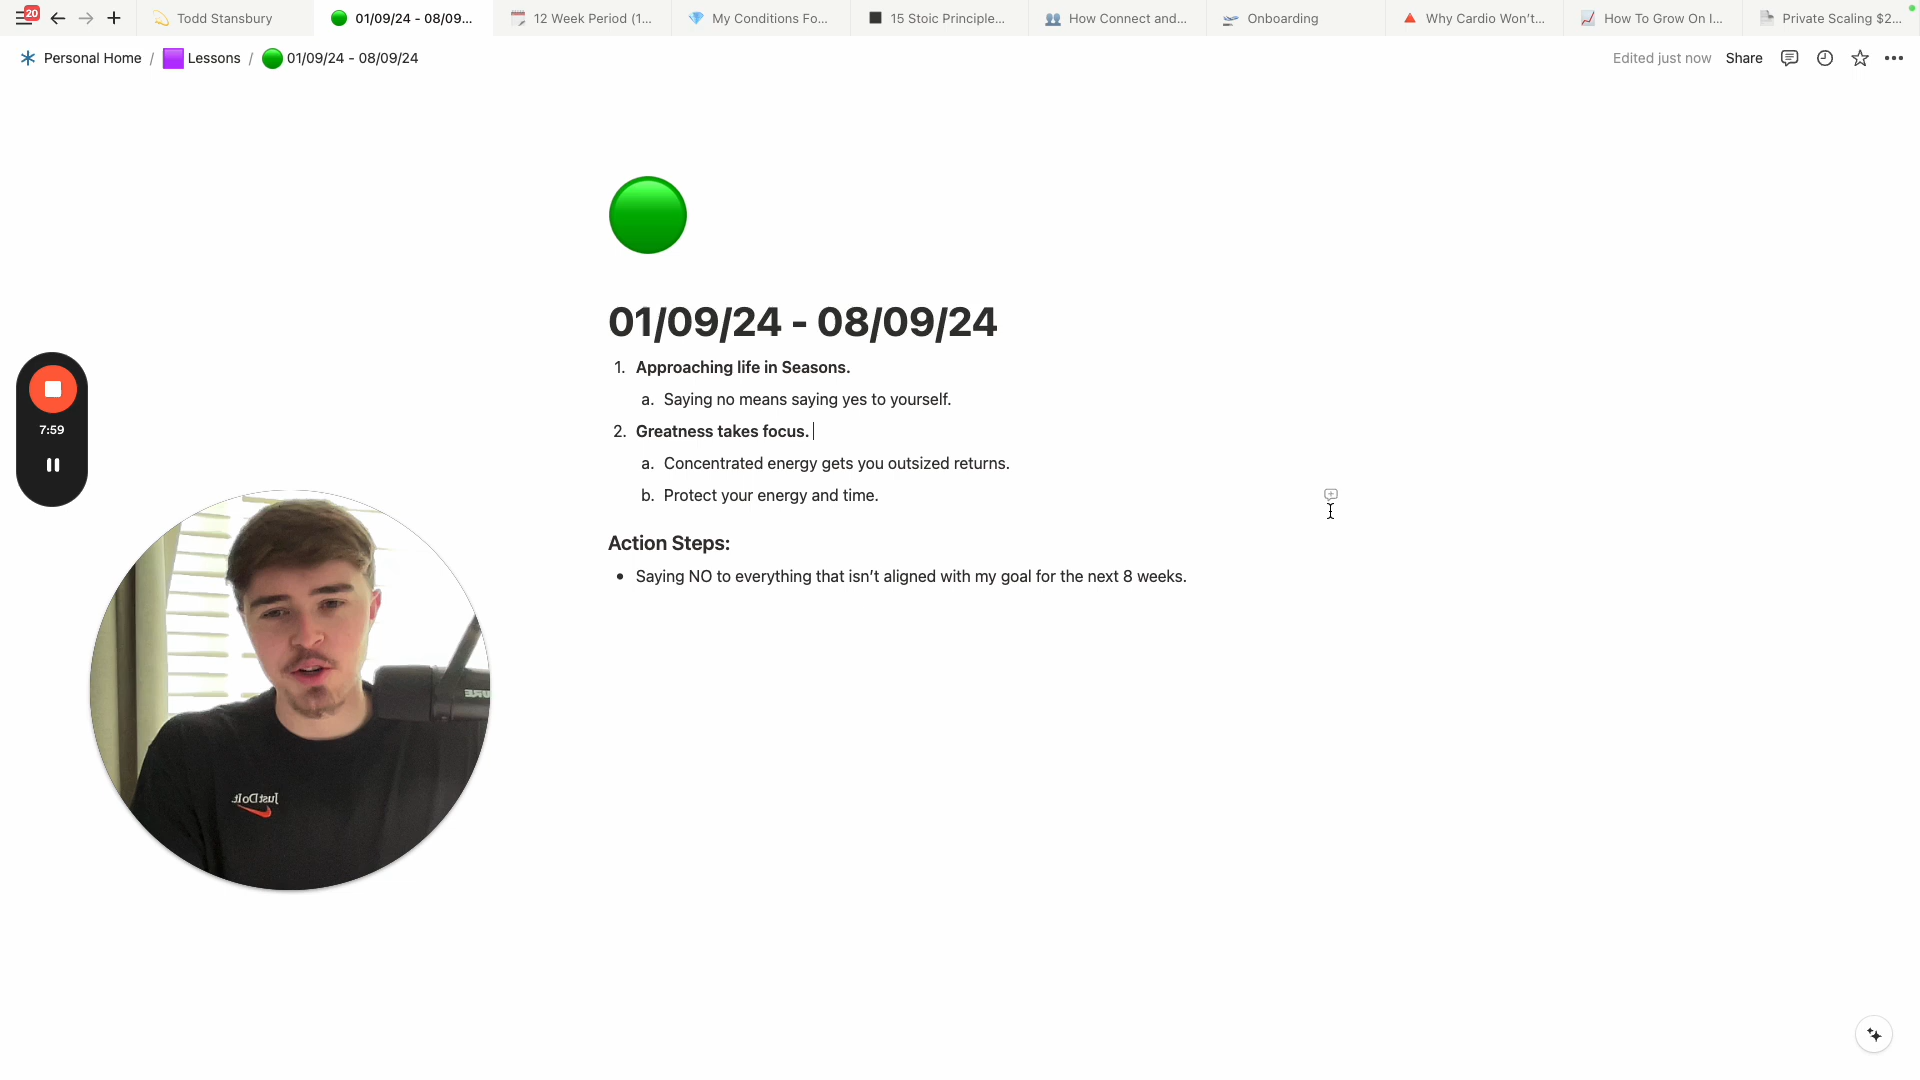 20
Todd Stansbury
01/09/24 - 08/09...
12 Week Period (1...
My Conditions Fo...
15 Stoic Principle...
How Connect and...
Onboarding
Why Cardio Won't...
How To Grow On I...
Private Scaling $2...
Personal Home / Lessons / 01/09/24 - 08/09/24
Edited just now
Share
01/09/24 - 08/09/24
1. Approaching life in Seasons.
a. Saying no means saying yes to yourself.
2. Greatness takes focus.
a. Concentrated energy gets you outsized returns.
b. Protect your energy and time.
Action Steps:
• Saying NO to everything that isn't aligned with my goal for the next 8 weeks.
7:59
SHURE
Just Do It.